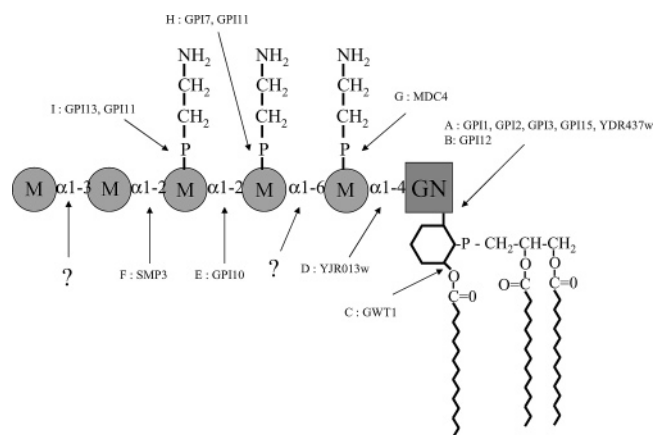 H : GPI7, GPI11
NH2 NH2 NH2
CH2 CH2 CH2
G : MDC4
I : GPI13, GPI11
CH2 CH2 CH2
A : GPI1, GPI2, GPI3, GPI15, YDR437w
B: GPI12
P P P
M α1-3 M α1-2 M α1-2 M α1-6 M α1-4 GN
P - CH2-CH-CH2
? F : SMP3 E : GPI10 ? D : YJR013w
O O O
C : GWT1
C=0 O=C C=0